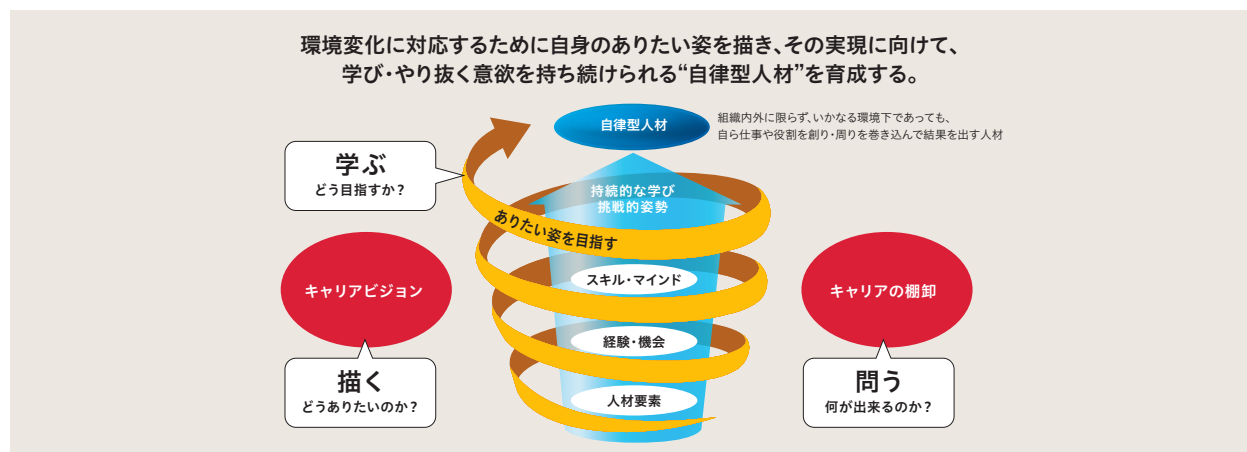 環境変化に対応するために自身のありたい姿を描き、その実現に向けて、
学び・やり抜く意欲を持ち続けられる“自律型人材”を育成する。
自律型人材
組織内外に限らず、いかなる環境下であっても、
自ら仕事や役割を創り・周りを巻き込んで結果を出す人材
学ぶ
どう目指すか？
持続的な学び
挑戦的姿勢
ありたい姿を目指す
スキル・マインド
キャリアビジョン
キャリアの棚卸
経験・機会
描く
どうありたいのか？
人材要素
問う
何が出来るのか？